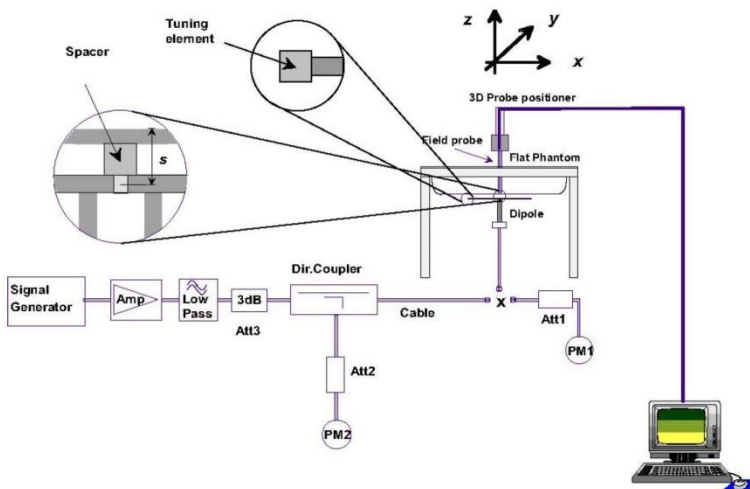 Tuning
element
Spacer
s
z
y
x
3D Probe positioner
Field probe
Flat Phantom
Dipole
Dir.Coupler
Signal
Generator
Amp
Low
Pass
3dB
Att3
Cable
x
Att1
PM1
Att2
PM2